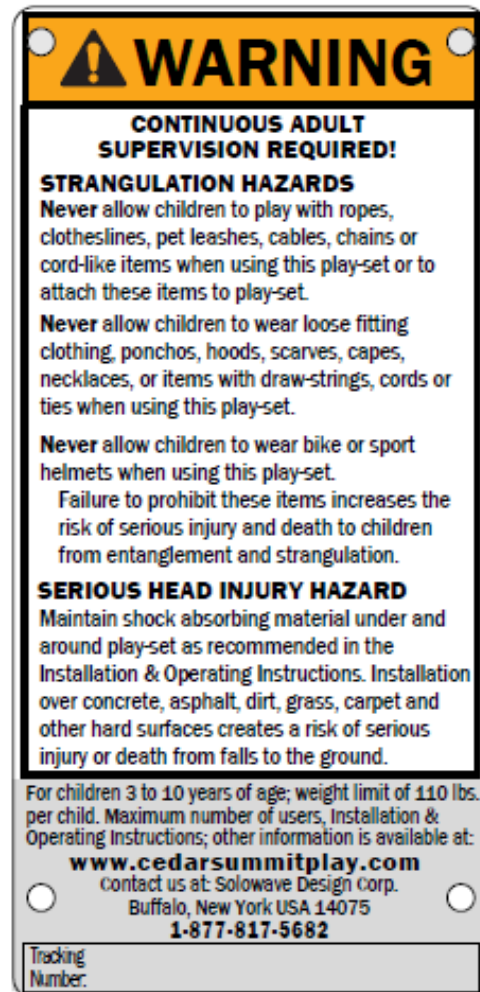 WARNING
CONTINUOUS ADULT
SUPERVISION REQUIRED!
STRANGULATION HAZARDS
Never allow children to play with ropes,
clotheslines, pet leashes, cables, chains or
cord-like items when using this play-set or to
attach these items to play-set.
Never allow children to wear loose fitting
clothing, ponchos, hoods, scarves, capes,
necklaces, or items with draw-strings, cords or
ties when using this play-set.
Never allow children to wear bike or sport
helmets when using this play-set.
Failure to prohibit these items increases the
risk of serious injury and death to children
from entanglement and strangulation.
SERIOUS HEAD INJURY HAZARD
Maintain shock absorbing material under and
around play-set as recommended in the
Installation & Operating Instructions. Installation
over concrete, asphalt, dirt, grass, carpet and
other hard surfaces creates a risk of serious
injury or death from falls to the ground.
For children 3 to 10 years of age; weight limit of 110 lbs.
per child. Maximum number of users, Installation &
Operating Instructions; other information is available at:
www.cedarsummitplay.com
Contact us at: Solowave Design Corp.
Buffalo, New York USA 14075
1-877-817-5682
Tracking
Number: